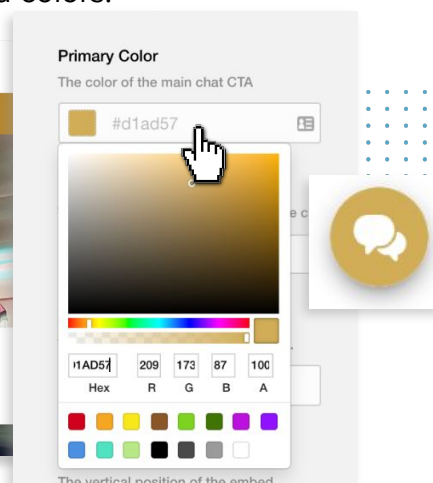 a colors.
Primary Color
The color of the main chat CTA
#d1ad57
e c
1AD57
209
173
87
100
Hex
R
G
B
A
The vertical position of the embed